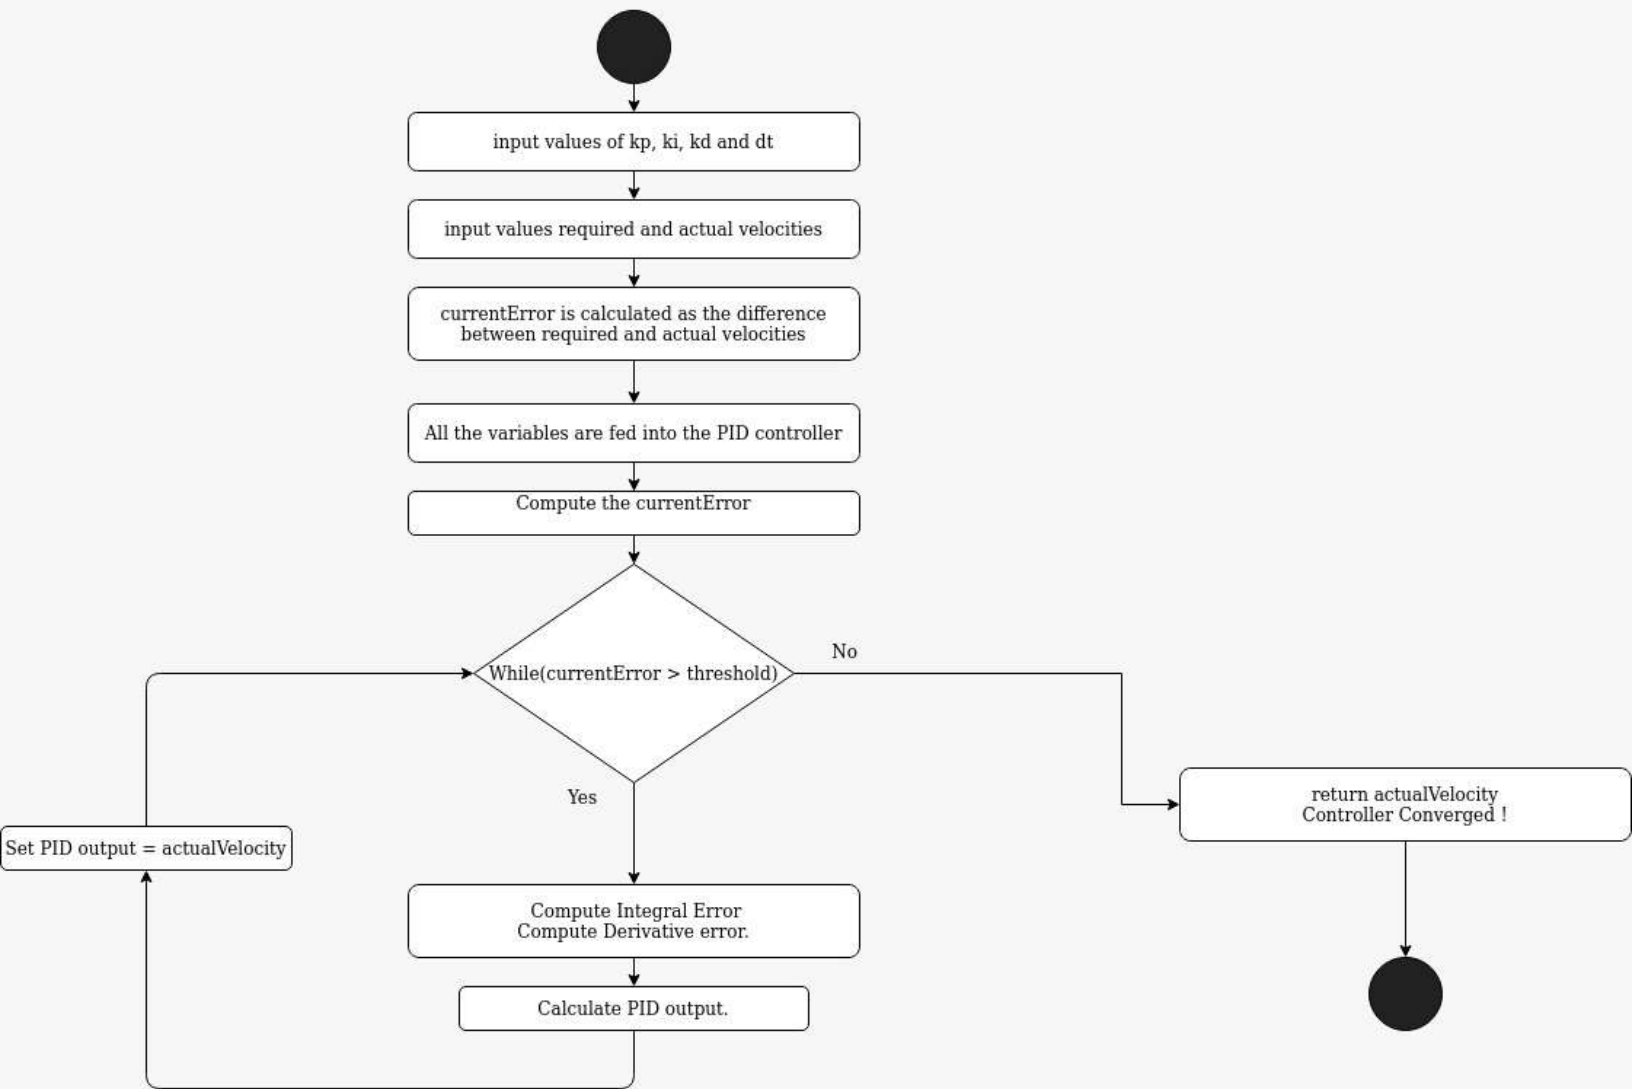 input values of kp, ki, kd and dt
input values required and actual velocities
currentError is calculated as the difference
between required and actual velocities
All the variables are fed into the PID controller
Compute the currentError
While(currentError > threshold)
No
Yes
return actualVelocity
Controller Converged !
Set PID output = actualVelocity
Compute Integral Error
Compute Derivative error.
Calculate PID output.